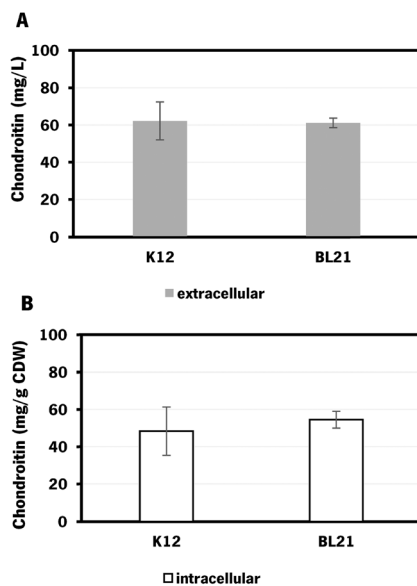 A
Chondroitin (mg/L)
100
80
60
40
20
0
K12 BL21
extracellular
B
Chondroitin (mg/g CDW)
100
80
60
40
20
0
K12 BL21
intracellular